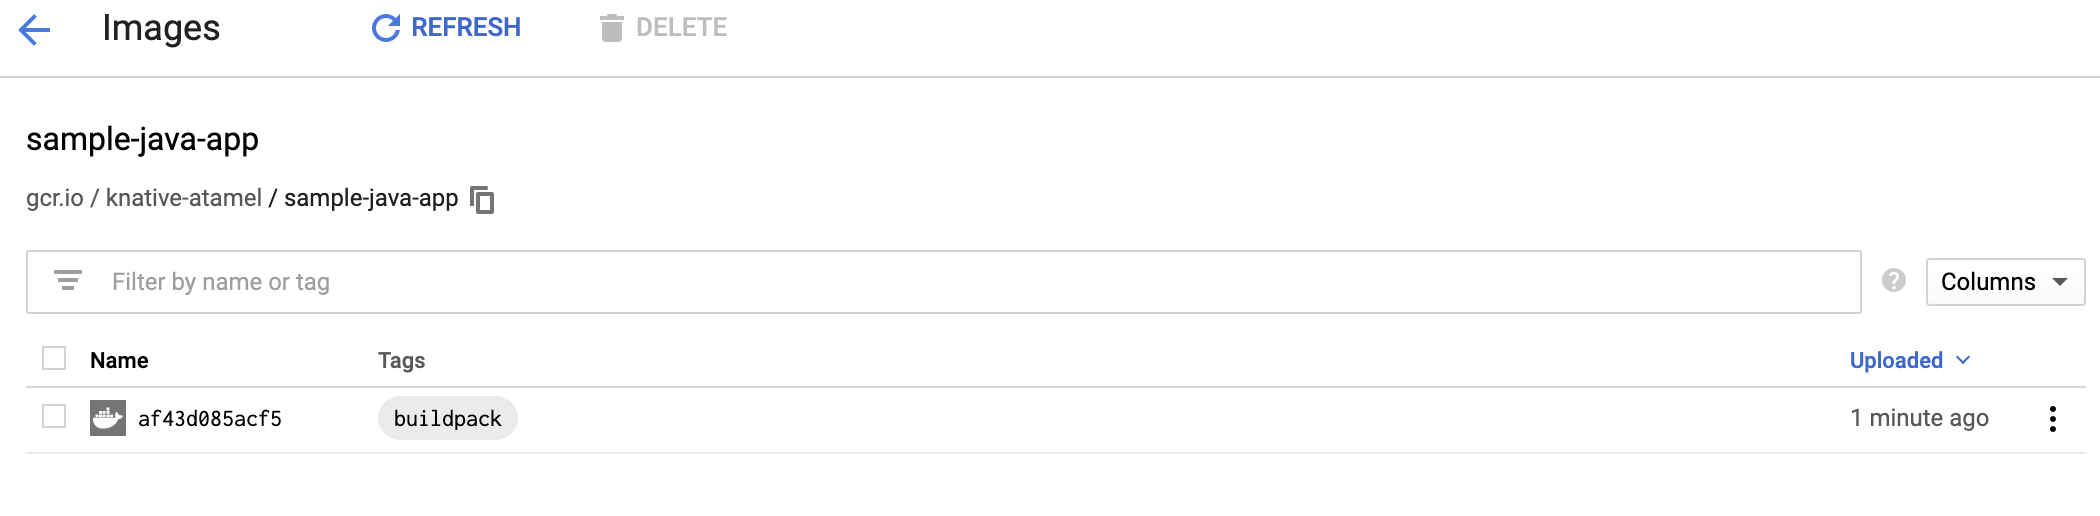 Images REFRESH DELETE
sample-java-app
gcr.io / knative-atamel / sample-java-app
Filter by name or tag ? Columns
Name Tags Uploaded
af43d085acf5 buildpack 1 minute ago